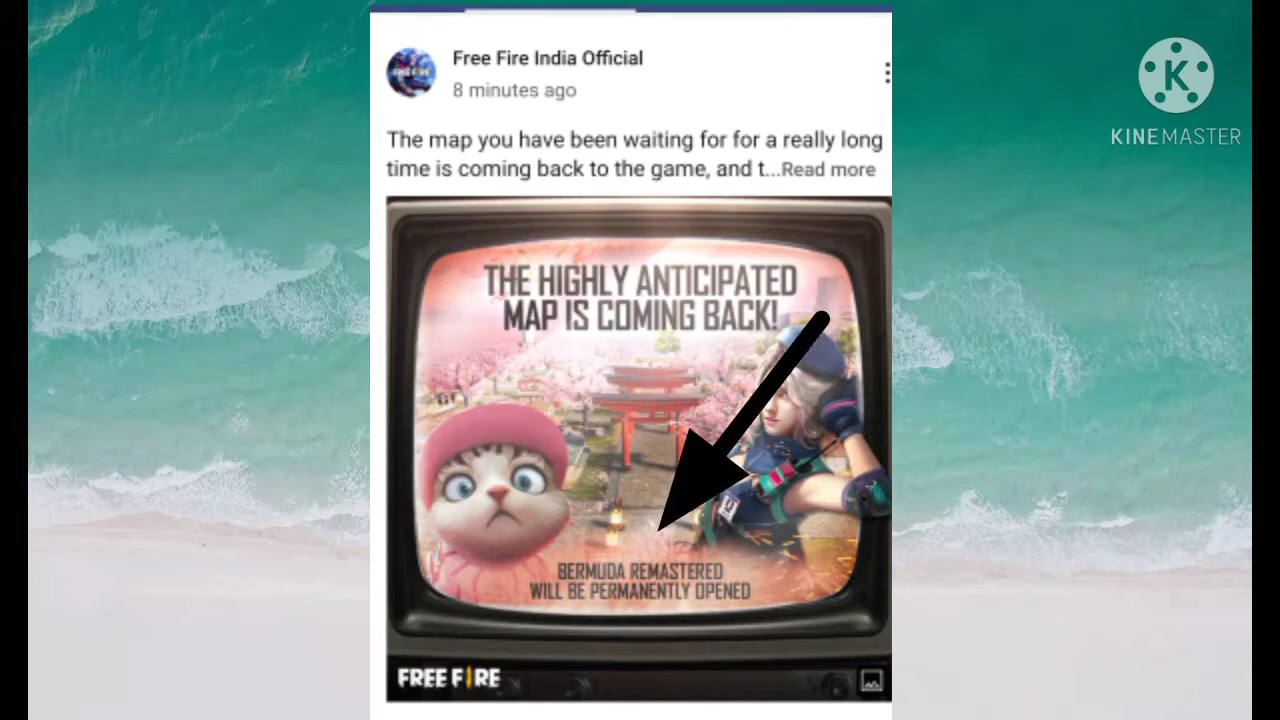 Free Fire India Official
8 minutes ago
The map you have been waiting for for a really long
time is coming back to the game, and t...Read more
THE HIGHLY ANTICIPATED
MAP IS COMING BACK!
BERMUDA REMASTERED
WILL BE PERMANENTLY OPENED
FREE FIRE
K
KINEMASTER